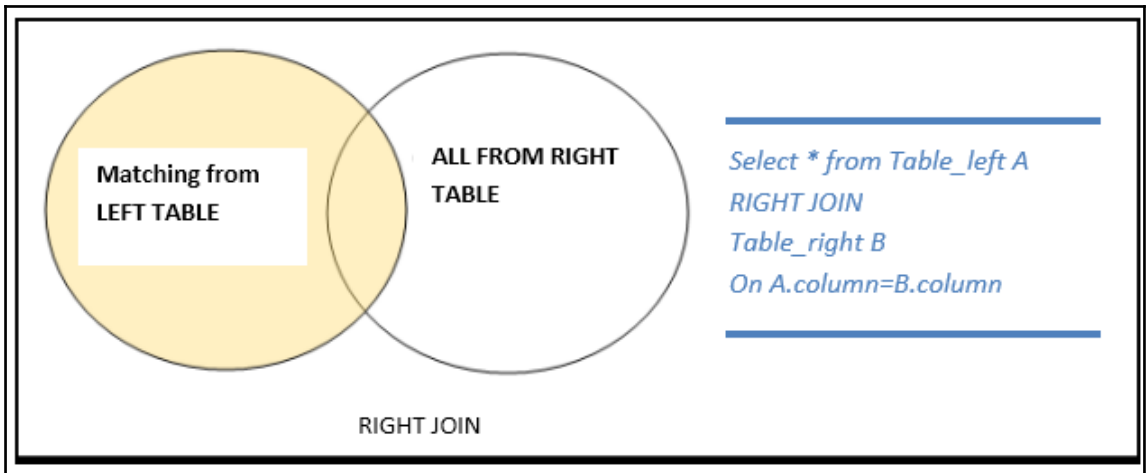 Matching from
LEFT TABLE
ALL FROM RIGHT
TABLE
Select * from Table_left A
RIGHT JOIN
Table_right B
On A.column=B.column
RIGHT JOIN